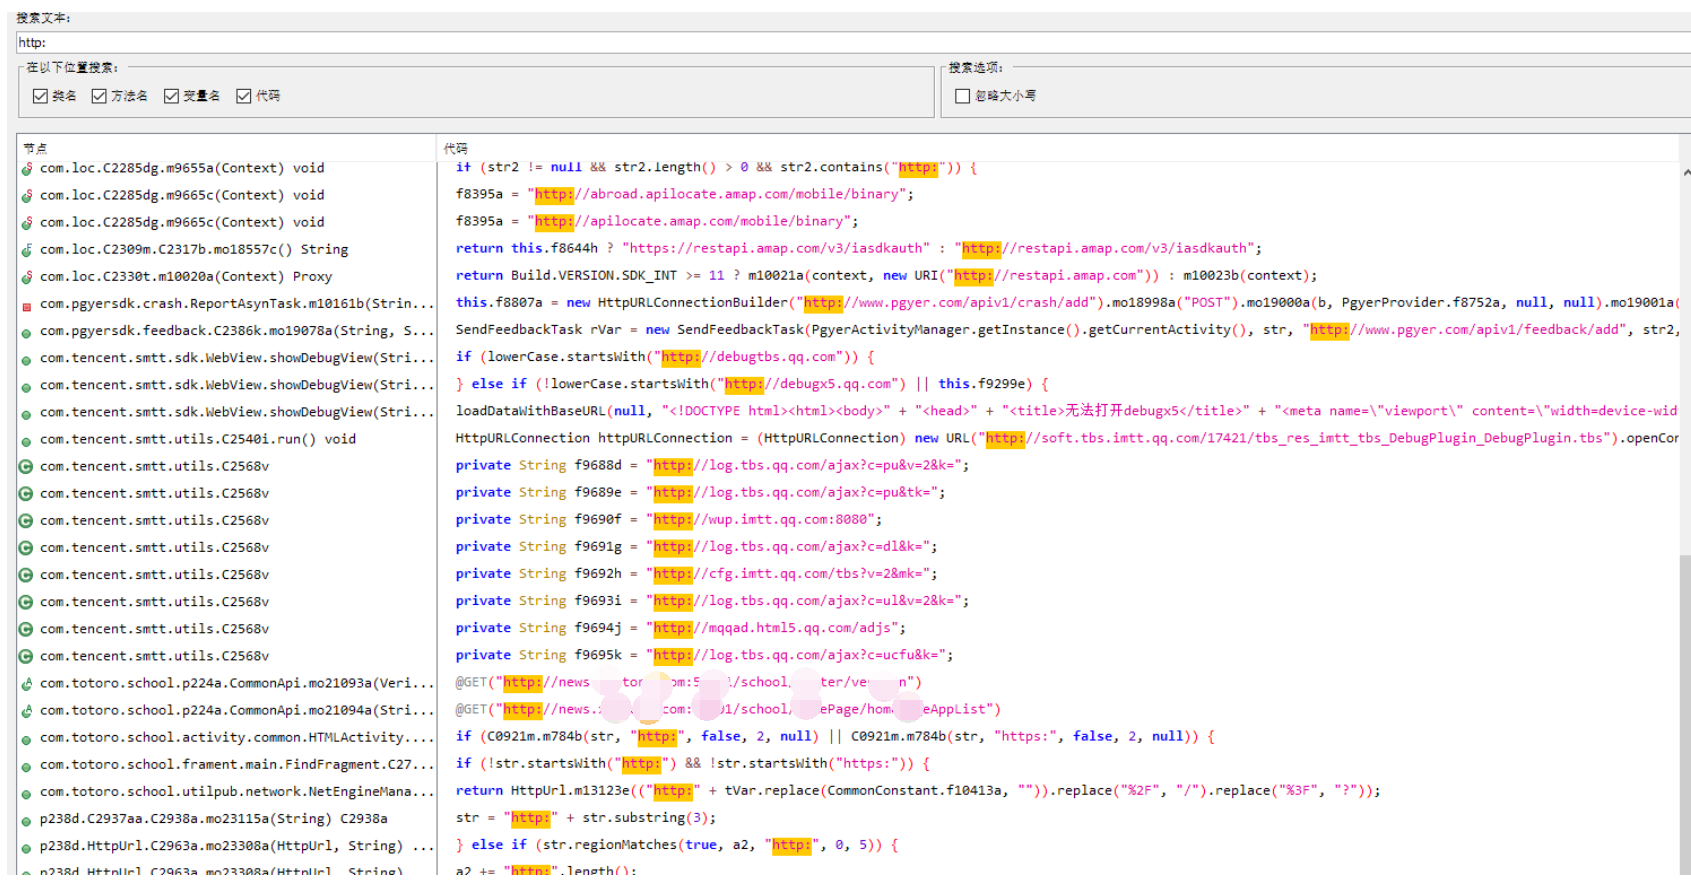 搜索文本:
http:
在以下位置搜索:
搜索选项:
类名 方法名 变量名 代码
忽略大小写
节点 代码
com.loc.C2285dg.m9655a(Context) void if (str2 != null && str2.length() > 0 && str2.contains("http:")) {
com.loc.C2285dg.m9665c(Context) void f8395a = "http://abroad.apilocate.amap.com/mobile/binary";
com.loc.C2285dg.m9665c(Context) void f8395a = "http://apilocate.amap.com/mobile/binary";
com.loc.C2309m.C2317b.mo18557c() String return this.f8644h ? "https://restapi.amap.com/v3/iasdkauth" : "http://restapi.amap.com/v3/iasdkauth";
com.loc.C2330t.m10020a(Context) Proxy return Build.VERSION.SDK_INT >= 11 ? m10021a(context, new URI("http://restapi.amap.com")) : m10023b(context);
com.pgyersdk.crash.ReportAsynTask.m10161b(Strin... this.f8807a = new HttpURLConnectionBuilder("http://www.pgyer.com/apiv1/crash/add").mo18998a("POST").mo19000a(b, PgyerProvider.f8752a, null, null).mo19001a(
com.pgyersdk.feedback.C2386k.mo19078a(String, S... SendFeedbackTask rVar = new SendFeedbackTask(PgyerActivityManager.getInstance().getCurrentActivity(), str, "http://www.pgyer.com/apiv1/feedback/add", str2,
com.tencent.smtt.sdk.WebView.showDebugView(Stri... if (lowerCase.startsWith("http://debugtbs.qq.com")) {
com.tencent.smtt.sdk.WebView.showDebugView(Stri... } else if (!lowerCase.startsWith("http://debugx5.qq.com") || this.f9299e) {
com.tencent.smtt.sdk.WebView.showDebugView(Stri... loadDataWithBaseURL(null, "<!DOCTYPE html><html><body>" + "<head>" + "<title>无法打开debugx5</title>" + "<meta name=\"viewport\" content=\"width=device-wid
com.tencent.smtt.utils.C2540i.run() void HttpURLConnection httpURLConnection = (HttpURLConnection) new URL("http://soft.tbs.imtt.qq.com/17421/tbs_res_imtt_tbs_DebugPlugin_DebugPlugin.tbs").openCon
com.tencent.smtt.utils.C2568v private String f9688d = "http://log.tbs.qq.com/ajax?c=pu&v=2&k=";
com.tencent.smtt.utils.C2568v private String f9689e = "http://log.tbs.qq.com/ajax?c=pu&tk=";
com.tencent.smtt.utils.C2568v private String f9690f = "http://wup.imtt.qq.com:8080";
com.tencent.smtt.utils.C2568v private String f9691g = "http://log.tbs.qq.com/ajax?c=dl&k=";
com.tencent.smtt.utils.C2568v private String f9692h = "http://cfg.imtt.qq.com/tbs?v=2&mk=";
com.tencent.smtt.utils.C2568v private String f9693i = "http://log.tbs.qq.com/ajax?c=ul&v=2&k=";
com.tencent.smtt.utils.C2568v private String f9694j = "http://mqqad.html5.qq.com/adjs";
com.tencent.smtt.utils.C2568v private String f9695k = "http://log.tbs.qq.com/ajax?c=ucfu&k=";
com.totoro.school.p224a.CommonApi.mo21093a(Veri... @GET("http://news
com.totoro.school.p224a.CommonApi.mo21094a(Stri... @GET("http://news.
com.totoro.school.activity.common.HTMLActivity.... if (C0921m.m784b(str, "http:", false, 2, null) || C0921m.m784b(str, "https:", false, 2, null)) {
com.totoro.school.frament.main.FindFragment.C27... if (!str.startsWith("http:") && !str.startsWith("https:")) {
com.totoro.school.utilpub.network.NetEngineMana... return HttpUrl.m13123e(("http:" + tVar.replace(CommonConstant.f10413a, "")).replace("%2F", "/").replace("%3F", "?"));
p238d.C2937aa.C2938a.mo23115a(String) C2938a str = "http:" + str.substring(3);
p238d.HttpUrl.C2963a.mo23308a(HttpUrl, String) ... } else if (str.regionMatches(true, a2, "http:", 0, 5)) {
p238d.HttpUrl.C2963a.mo23308a(HttpUrl, String) a2 += "http:".length();